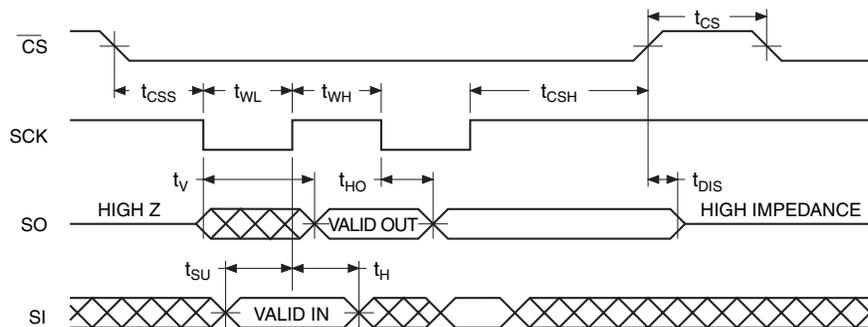 t_CS
C̅S̅
t_CSS t_WL t_WH t_CSH
SCK
t_V t_HO t_DIS
HIGH Z VALID OUT HIGH IMPEDANCE
SO
t_SU t_H
VALID IN
SI